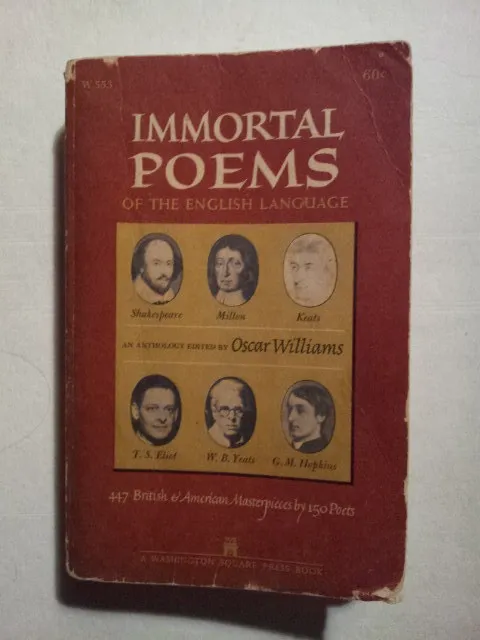 W 553 60¢
IMMORTAL
POEMS
OF THE ENGLISH LANGUAGE
Shakespeare Milton Keats
AN ANTHOLOGY EDITED BY Oscar Williams
T. S. Eliot W. B. Yeats G. M. Hopkins
447 British & American Masterpieces by 150 Poets
A WASHINGTON SQUARE PRESS BOOK